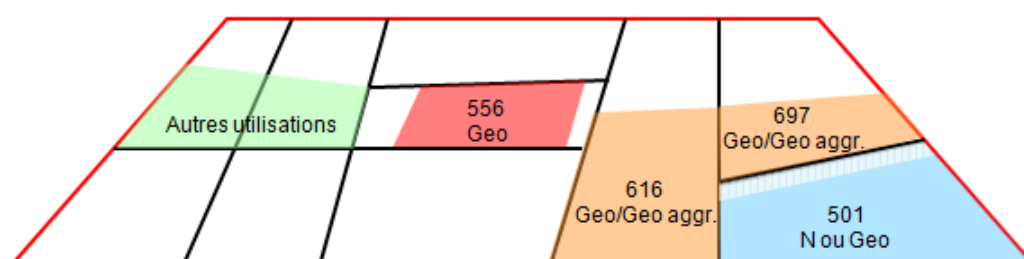 Autres utilisations
556
Geo
697
Geo/Geo aggr.
616
Geo/Geo aggr.
501
N ou Geo